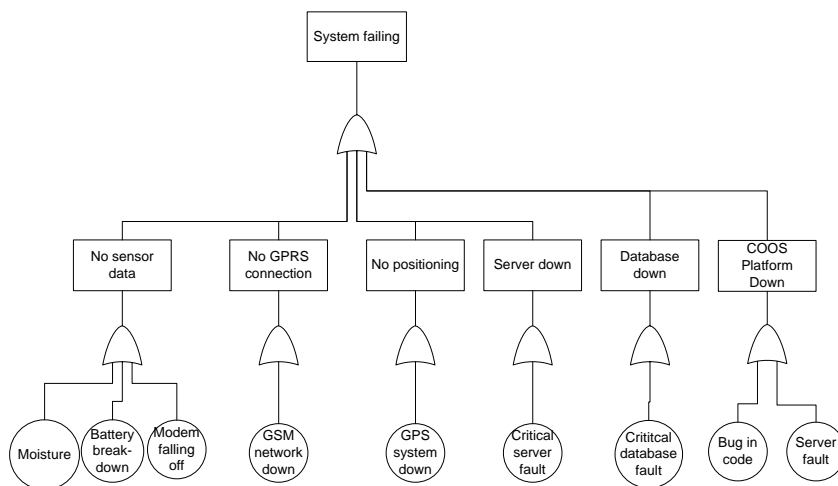 System failing
No sensor
data
No GPRS
connection
No positioning
Server down
Database
down
COOS
Platform
Down
Moisture
Battery
break-
down
Modem
falling
off
GSM
network
down
GPS
system
down
Critical
server
fault
Crititcal
database
fault
Bug in
code
Server
fault